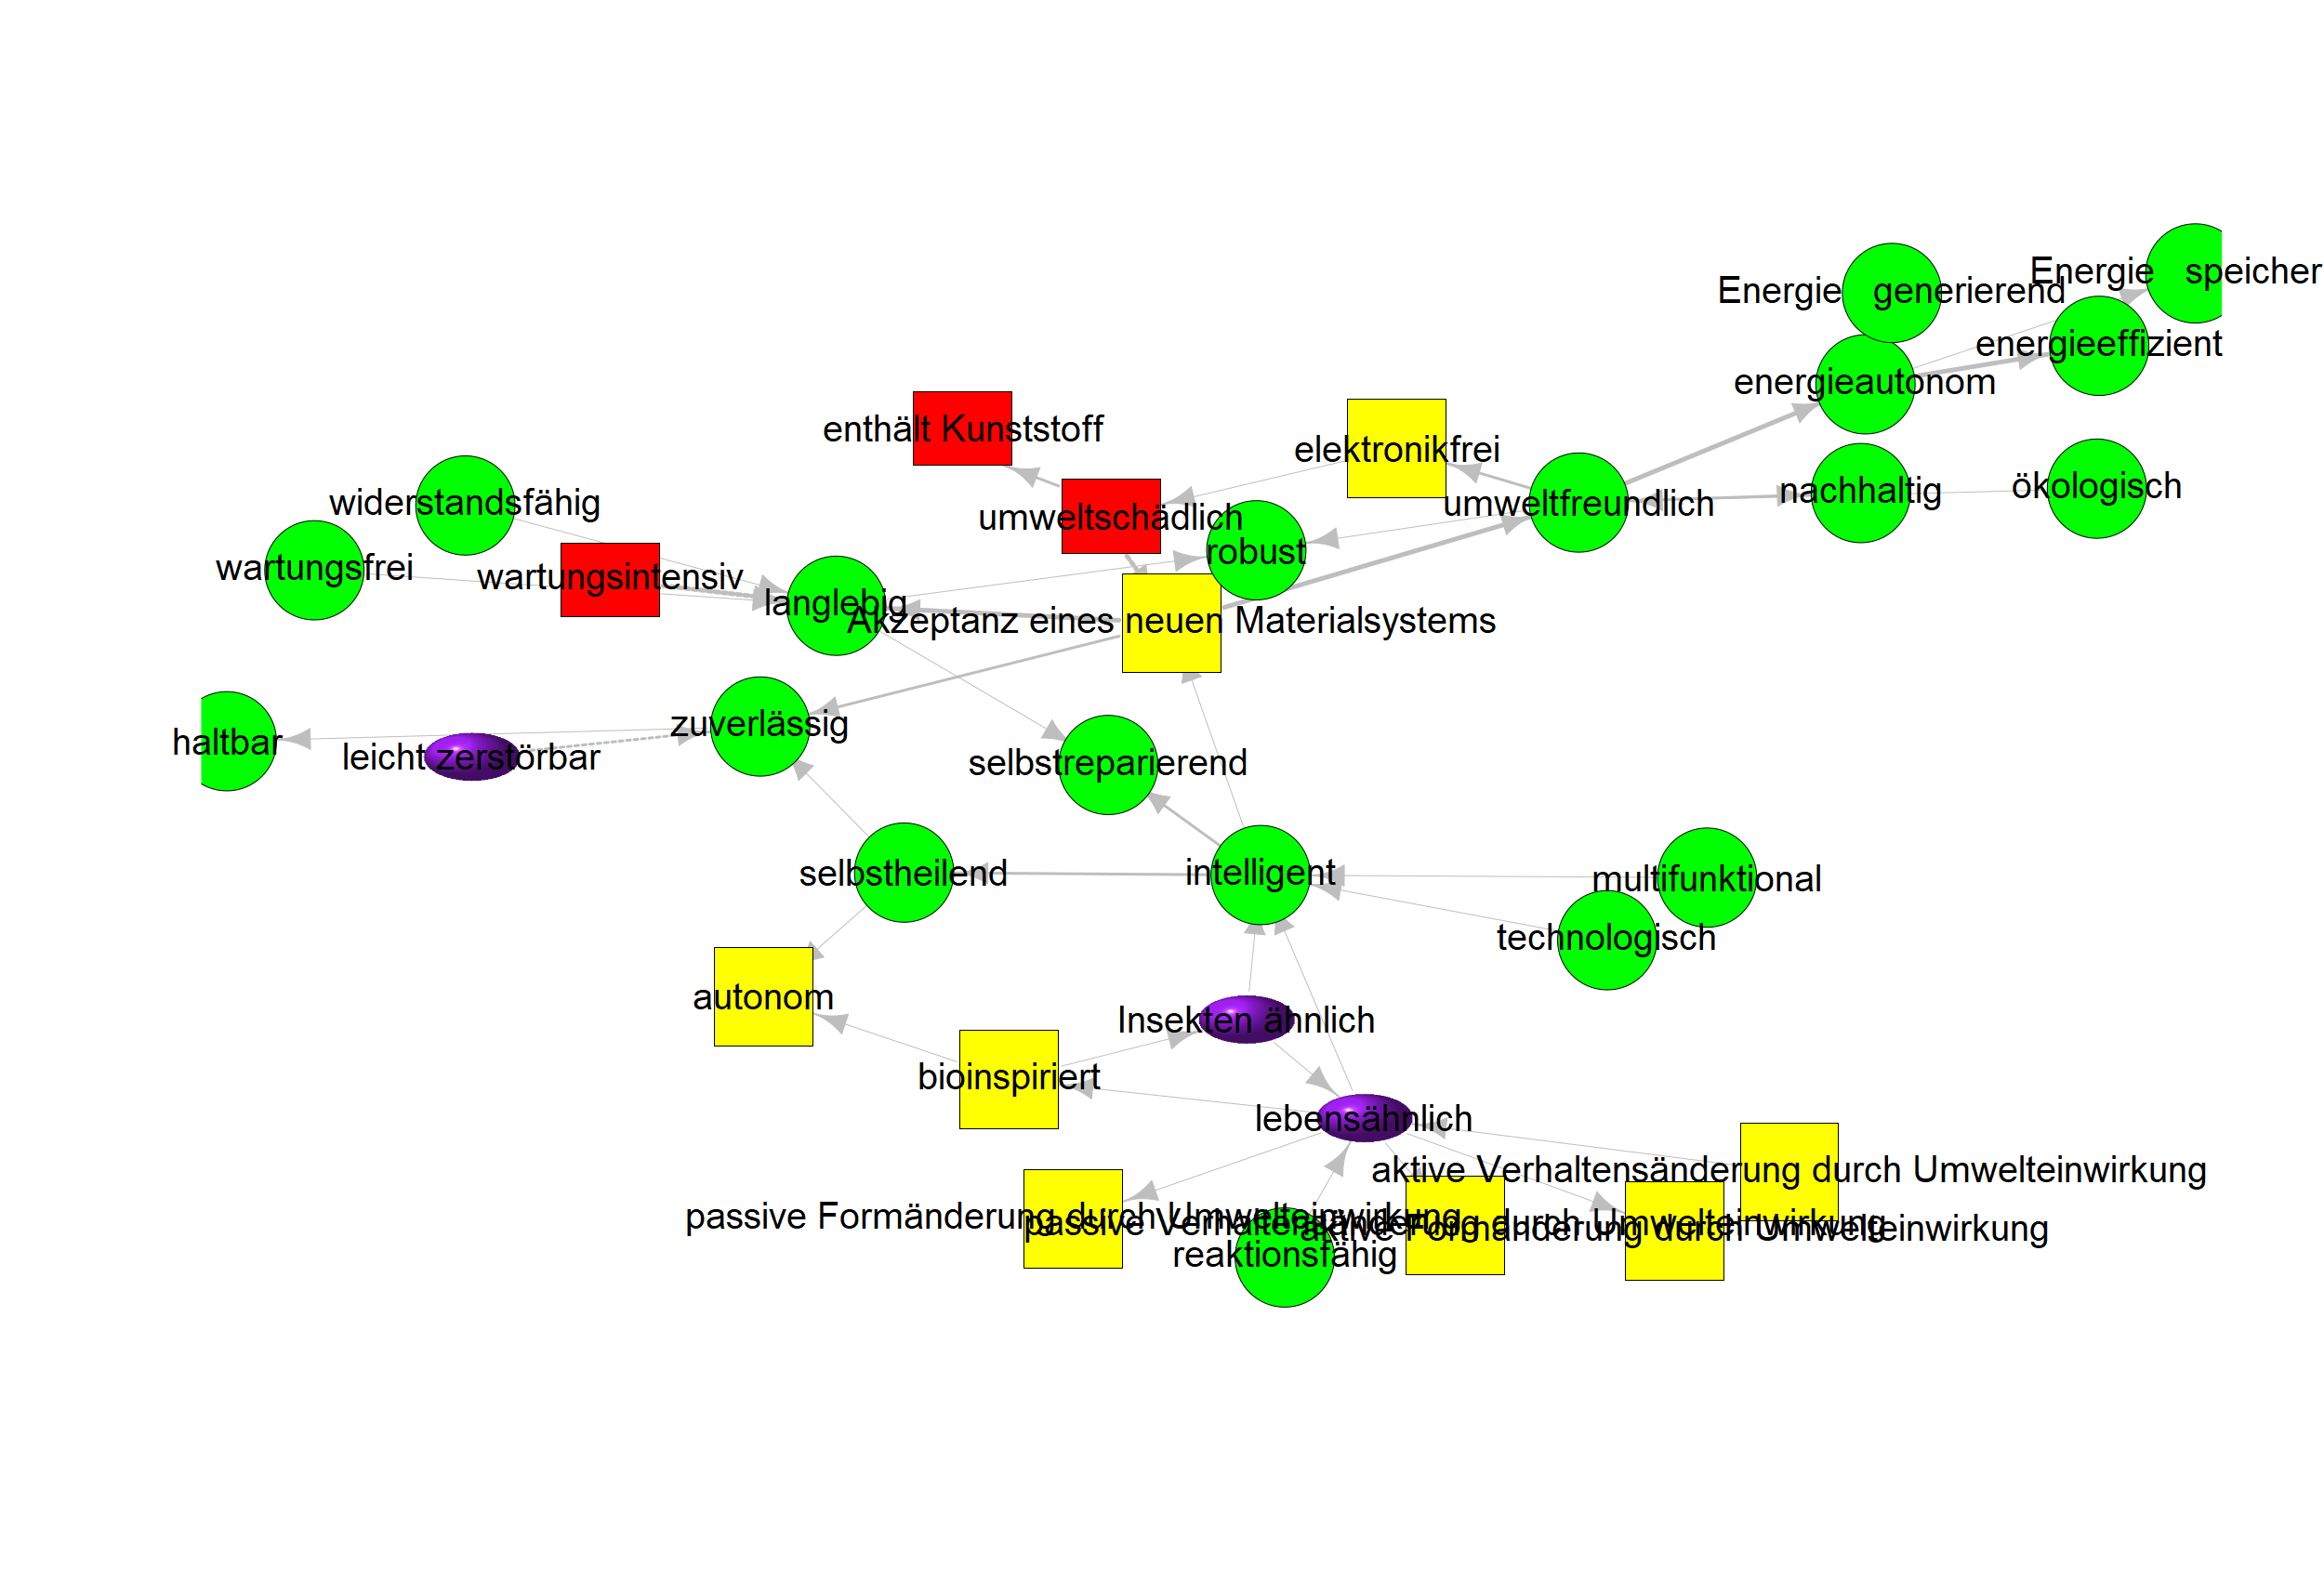 Energie   speicher
Energie   generierend
energieeffizient
energieautonom
enthält Kunststoff
elektronikfrei
ökologisch
nachhaltig
widerstandsfähig
umweltfreundlich
umweltschädlich
robust
wartungsfrei
wartungsintensiv
langlebig
Akzeptanz eines neuen Materialsystems
zuverlässig
haltbar
leicht zerstörbar
selbstreparierend
intelligent
selbstheilend
multifunktional
technologisch
autonom
Insekten ähnlich
bioinspiriert
lebensähnlich
aktive Verhaltensänderung durch Umwelteinwirkung
passive Formänderung durch Umwelteinwirkung
passive Verhaltensänderung durch Umwelteinwirkung
aktive Formänderung durch Umwelteinwirkung
reaktionsfähig